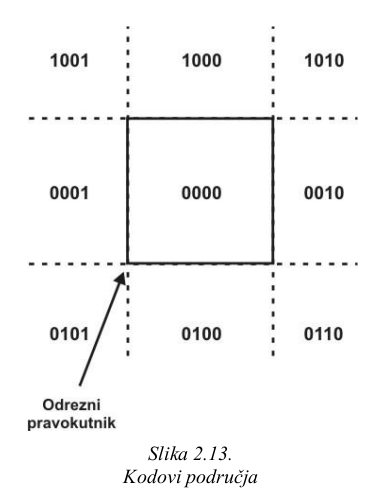 1001 1000 1010
0001 0000 0010
0101 0100 0110
Odrezni
pravokutnik
Slika 2.13.
Kodovi područja